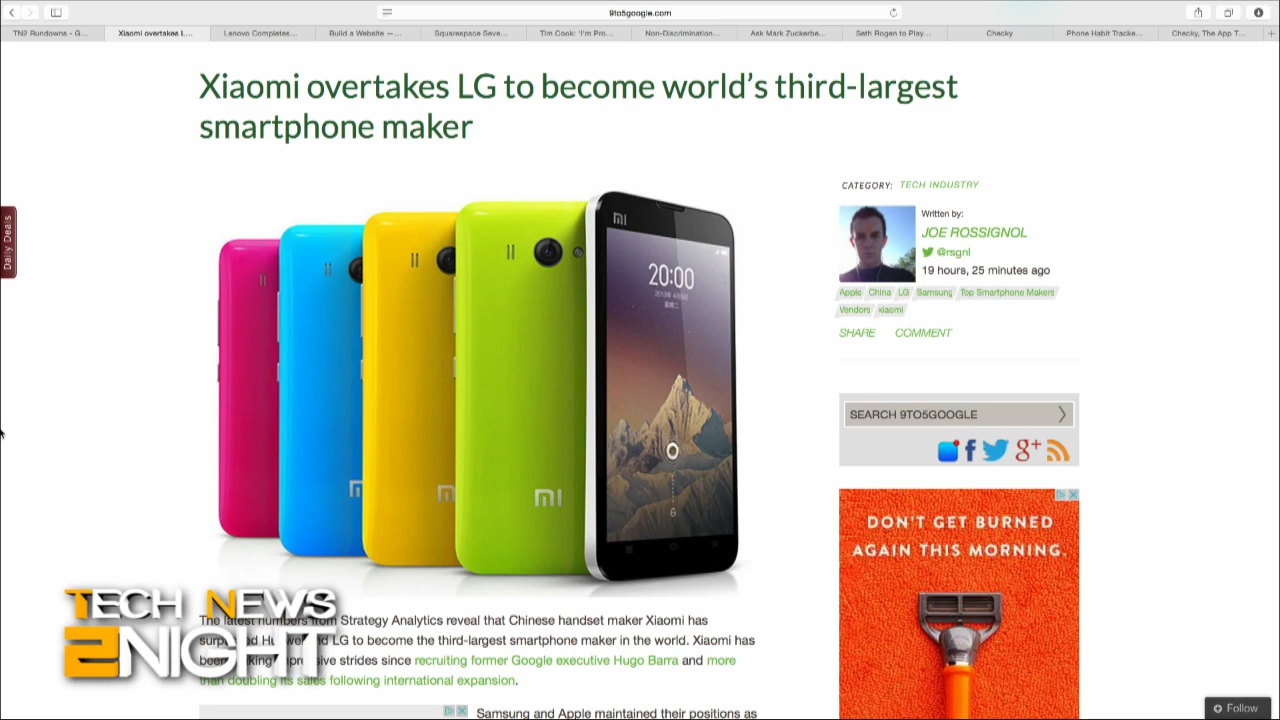 9to5google.com
TN2 Rundowns - G...
Xiaomi overtakes L...
Lenovo Completes...
Build a Website —...
Squarespace Seve...
Tim Cook: 'I'm Pro...
Non-Discrimination...
Ask Mark Zuckerbe...
Seth Rogen to Play...
Checky
Phone Habit Tracke...
Checky, The App T...
Xiaomi overtakes LG to become world's third-largest
smartphone maker
Daily Deals
CATEGORY: TECH INDUSTRY
Written by:
JOE ROSSIGNOL
@rsgnl
19 hours, 25 minutes ago
Apple China LG Samsung Top Smartphone Makers
Vendors xiaomi
SHARE COMMENT
SEARCH 9TO5GOOGLE
DON'T GET BURNED
AGAIN THIS MORNING.
MI
20:00
MI
TECH NEWS
2NIGHT
The latest numbers from Strategy Analytics reveal that Chinese handset maker Xiaomi has
LG to become the third-largest smartphone maker in the world. Xiaomi has
strides since recruiting former Google executive Hugo Barra and more
than doubling its sales following international expansion.
Samsung and Apple maintained their positions as
Follow